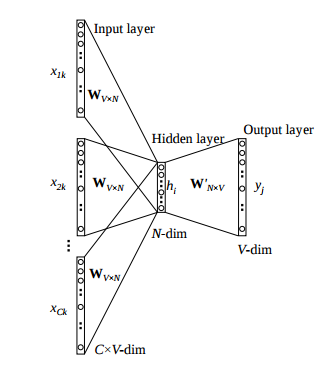 Input layer
x1k
WV×N
Hidden layer
Output layer
x2k
WV×N
hi
W'N×V
yj
N-dim
V-dim
WV×N
xCk
C×V-dim